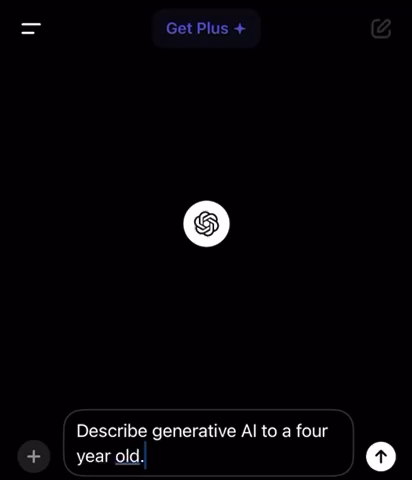 Get Plus
Describe generative AI to a four
year old.